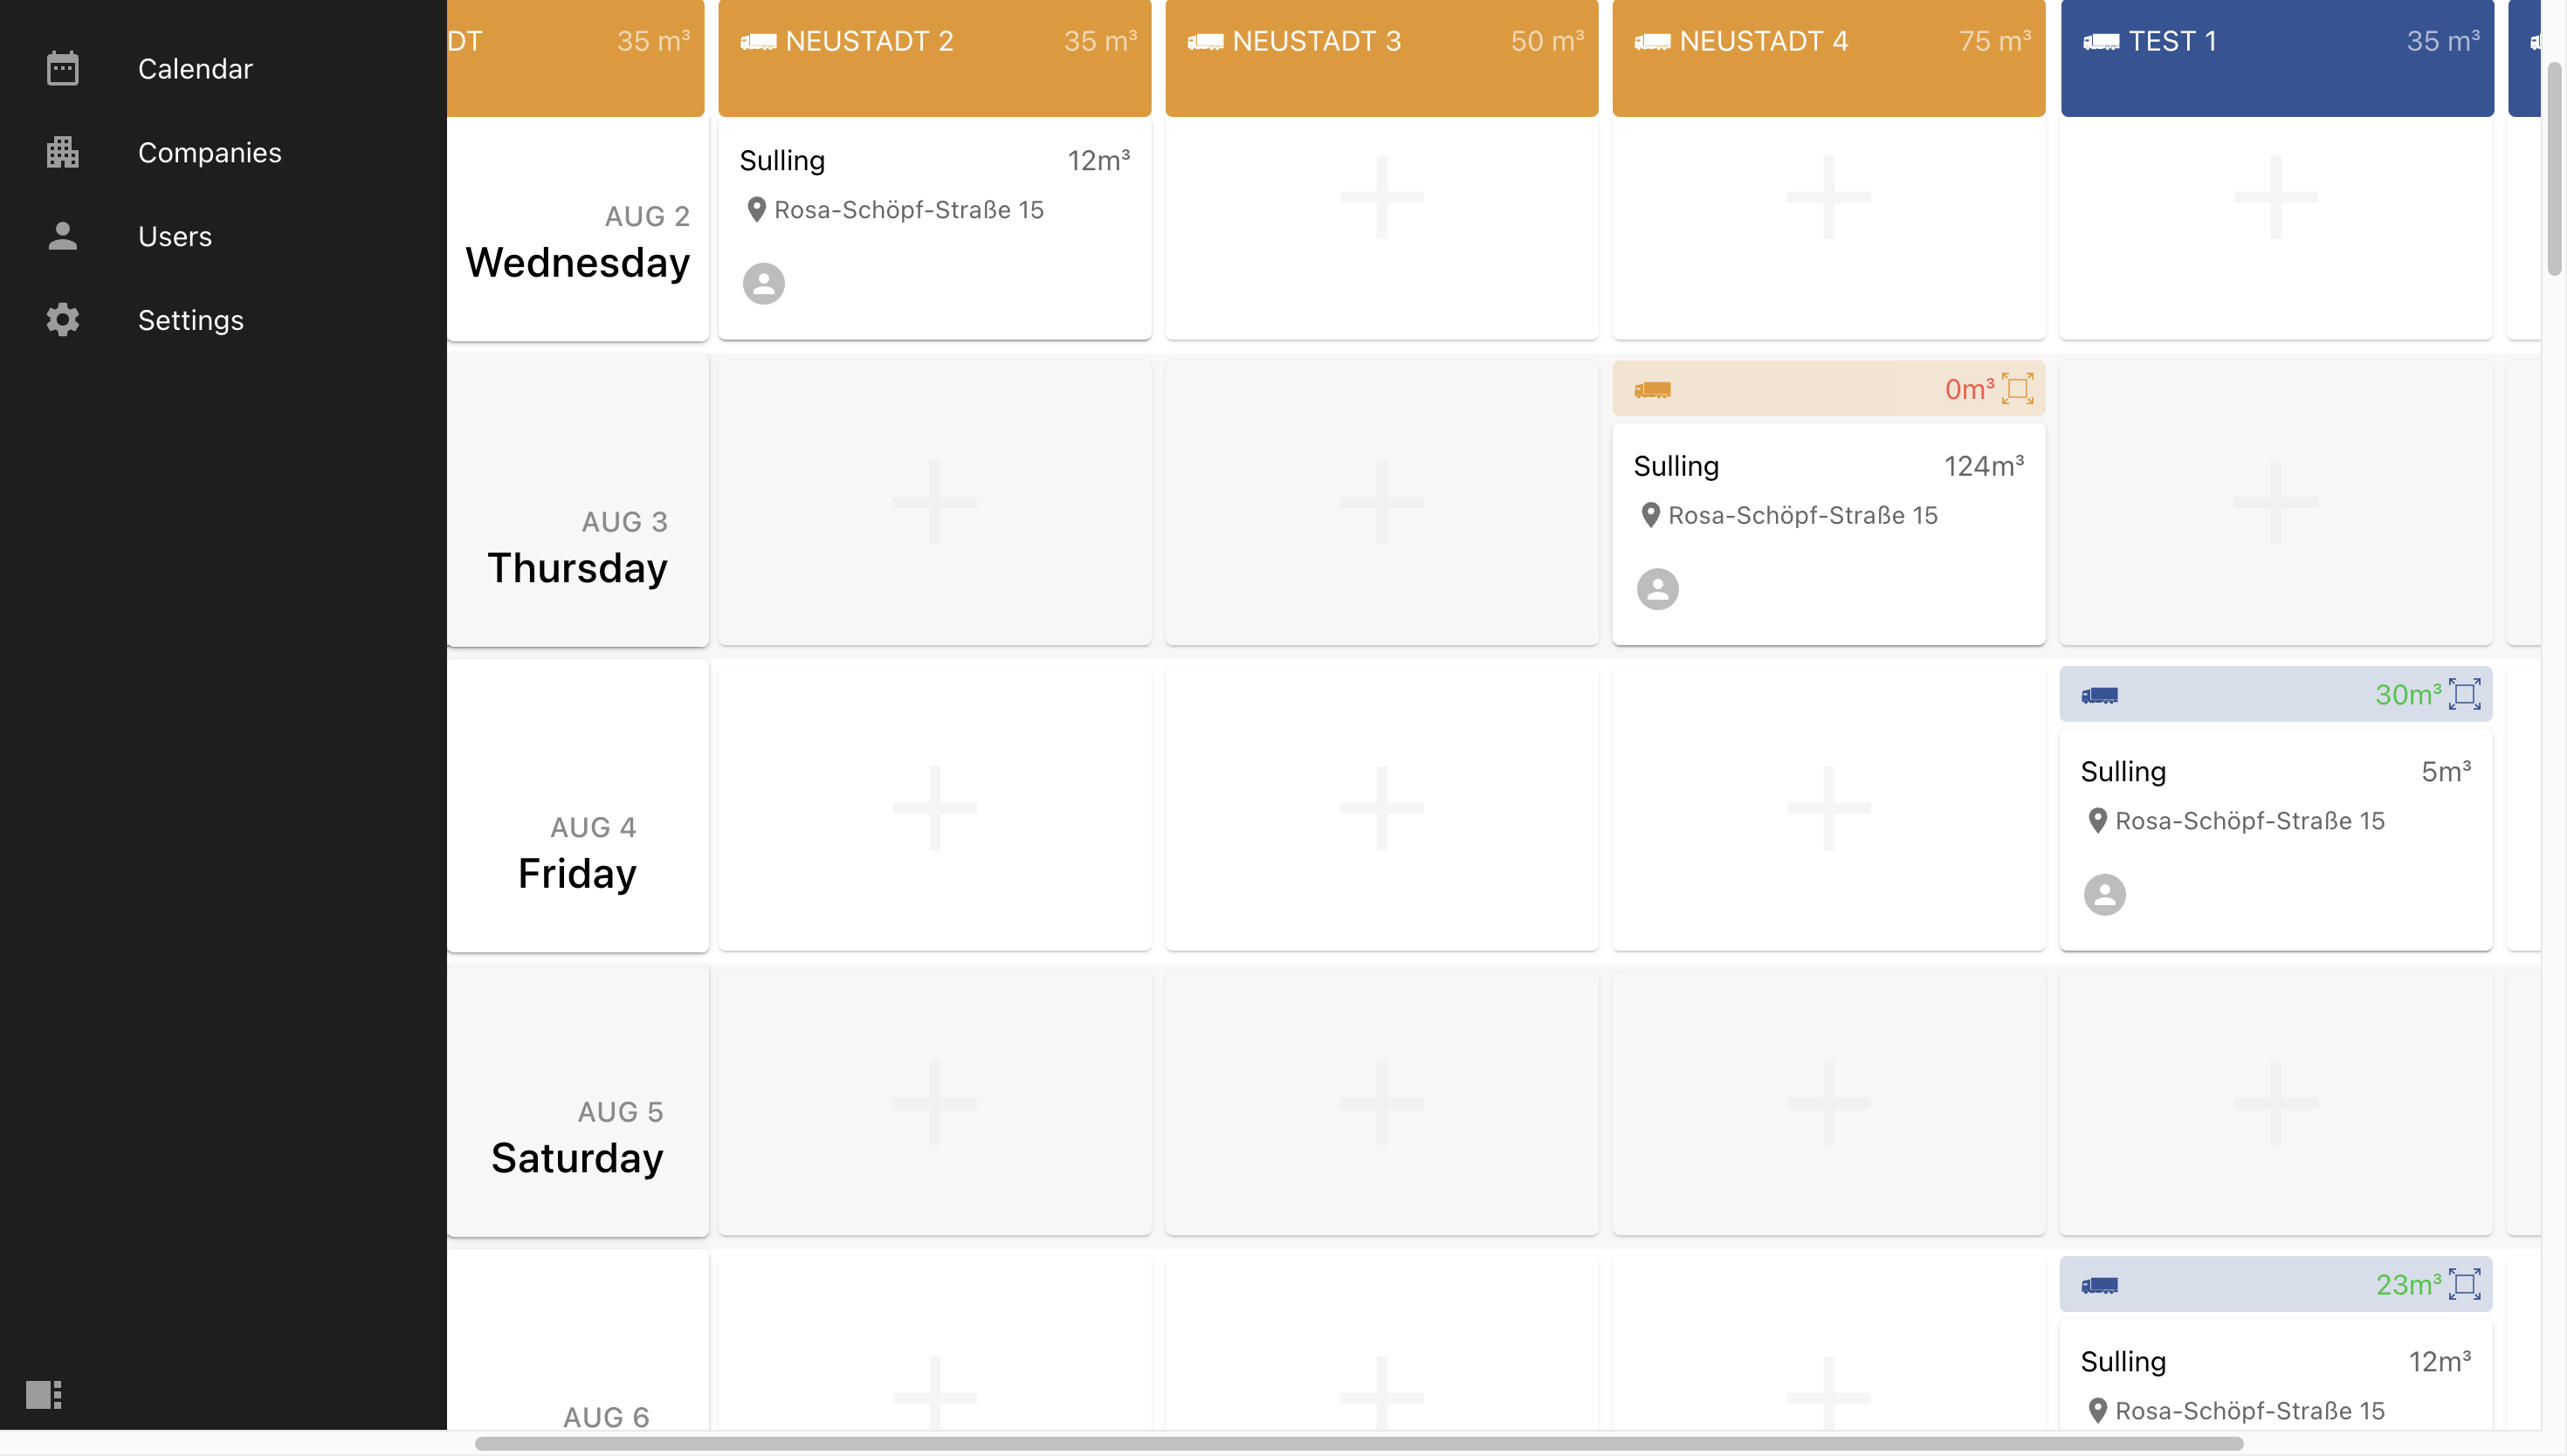 Calendar
Companies
Users
Settings
DT 35 m³
NEUSTADT 2 35 m³
NEUSTADT 3 50 m³
NEUSTADT 4 75 m³
TEST 1 35 m³
AUG 2
Wednesday
Sulling 12m³
Rosa-Schöpf-Straße 15
AUG 3
Thursday
0m³
Sulling 124m³
Rosa-Schöpf-Straße 15
AUG 4
Friday
30m³
Sulling 5m³
Rosa-Schöpf-Straße 15
AUG 5
Saturday
AUG 6
23m³
Sulling 12m³
Rosa-Schöpf-Straße 15